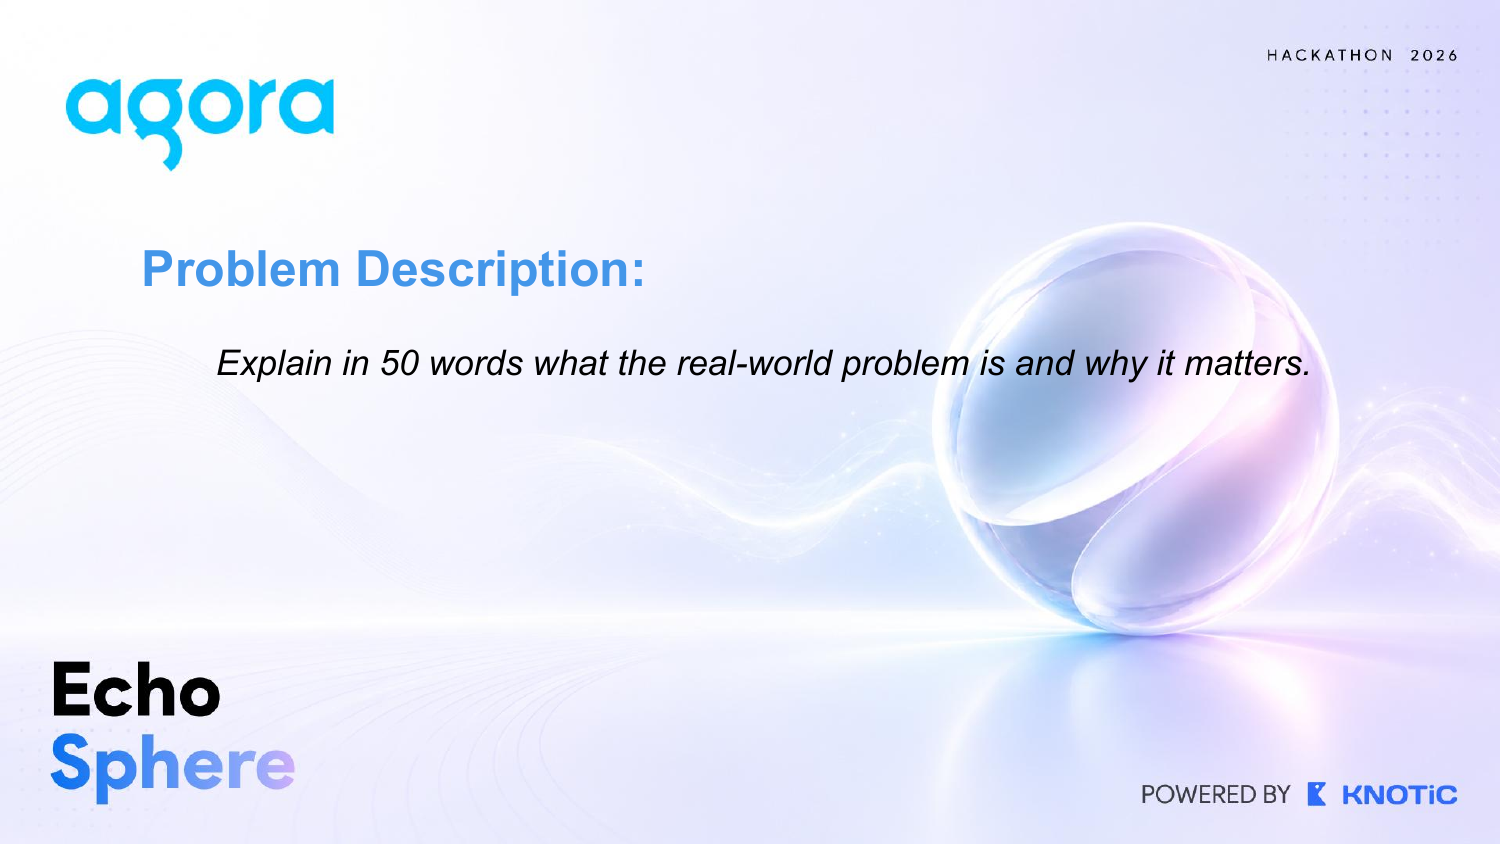 HACKATHON 2026
agora
Problem Description:
Explain in 50 words what the real-world problem is and why it matters.
Echo
Sphere
POWERED BY KNOTiC